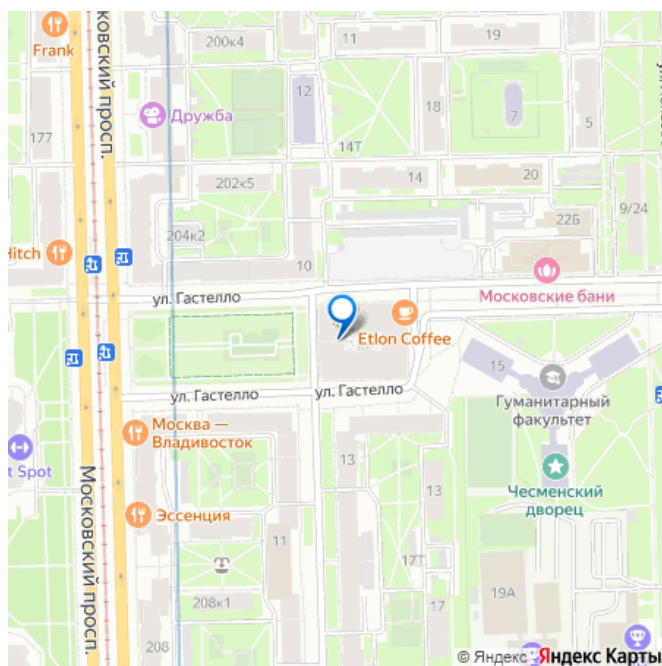 Frank
ковский просп.
200к4
11
19
177
Дружба
12
18
7
5
14Т
202к5
14
20
9/24
22Б
204к2
10
Hitch
ул. Гастелло
Московские бани
Etlon Coffee
15
Гуманитарный
факультет
ул. Гастелло
ул. Гастелло
Москва —
Владивосток
t Spot
Чесменский
дворец
13
13
Московский просп.
Эссенция
11
17Т
19А
208к1
17
208
© Яндекс
Яндекс Карты